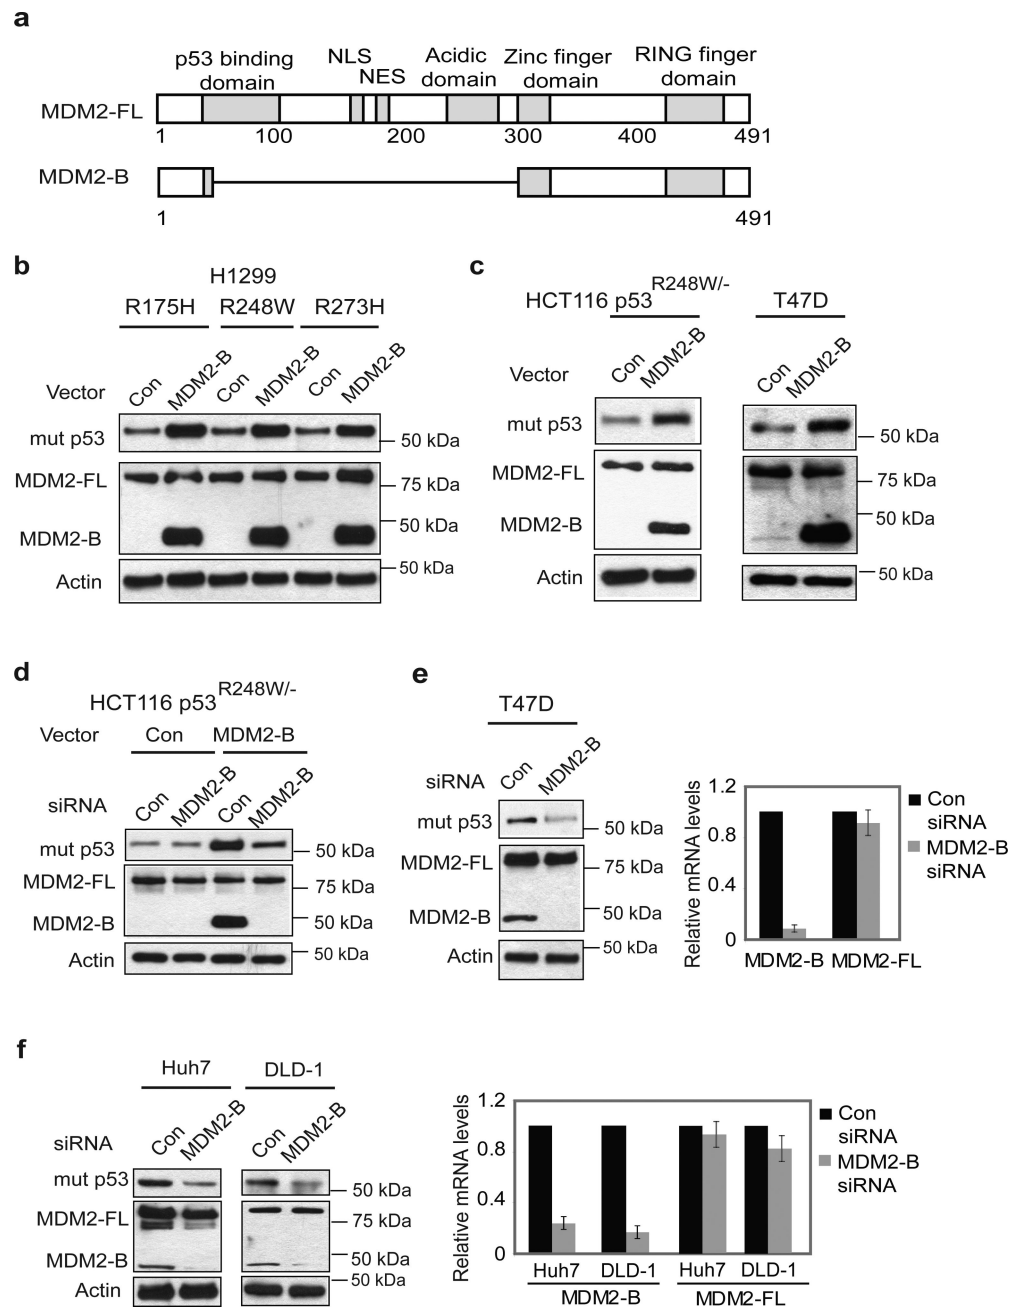 a
p53 binding domain
NLS
NES
Acidic domain
Zinc finger domain
RING finger domain
MDM2-FL
1 100 200 300 400 491
MDM2-B
1 491
b
H1299
R175H R248W R273H
Vector Con MDM2-B Con MDM2-B Con MDM2-B
mut p53 50 kDa
MDM2-FL 75 kDa
50 kDa
MDM2-B
Actin 50 kDa
c
HCT116 p53 R248W/- T47D
Vector Con MDM2-B Con MDM2-B
mut p53 50 kDa
MDM2-FL 75 kDa
MDM2-B 50 kDa
Actin 50 kDa
d
HCT116 p53 R248W/-
Vector Con MDM2-B
siRNA Con MDM2-B Con MDM2-B
mut p53 50 kDa
MDM2-FL 75 kDa
MDM2-B 50 kDa
Actin 50 kDa
e
T47D
siRNA Con MDM2-B
mut p53 50 kDa
MDM2-FL 75 kDa
MDM2-B 50 kDa
Actin 50 kDa
Relative mRNA levels
1.2
0.8
0.4
0
MDM2-B MDM2-FL
Con siRNA
MDM2-B siRNA
f
Huh7 DLD-1
siRNA Con MDM2-B Con MDM2-B
mut p53 50 kDa
MDM2-FL 75 kDa
MDM2-B 50 kDa
Actin 50 kDa
Relative mRNA levels
1.2
0.8
0.4
0
Huh7 DLD-1 Huh7 DLD-1
MDM2-B MDM2-FL
Con siRNA
MDM2-B siRNA